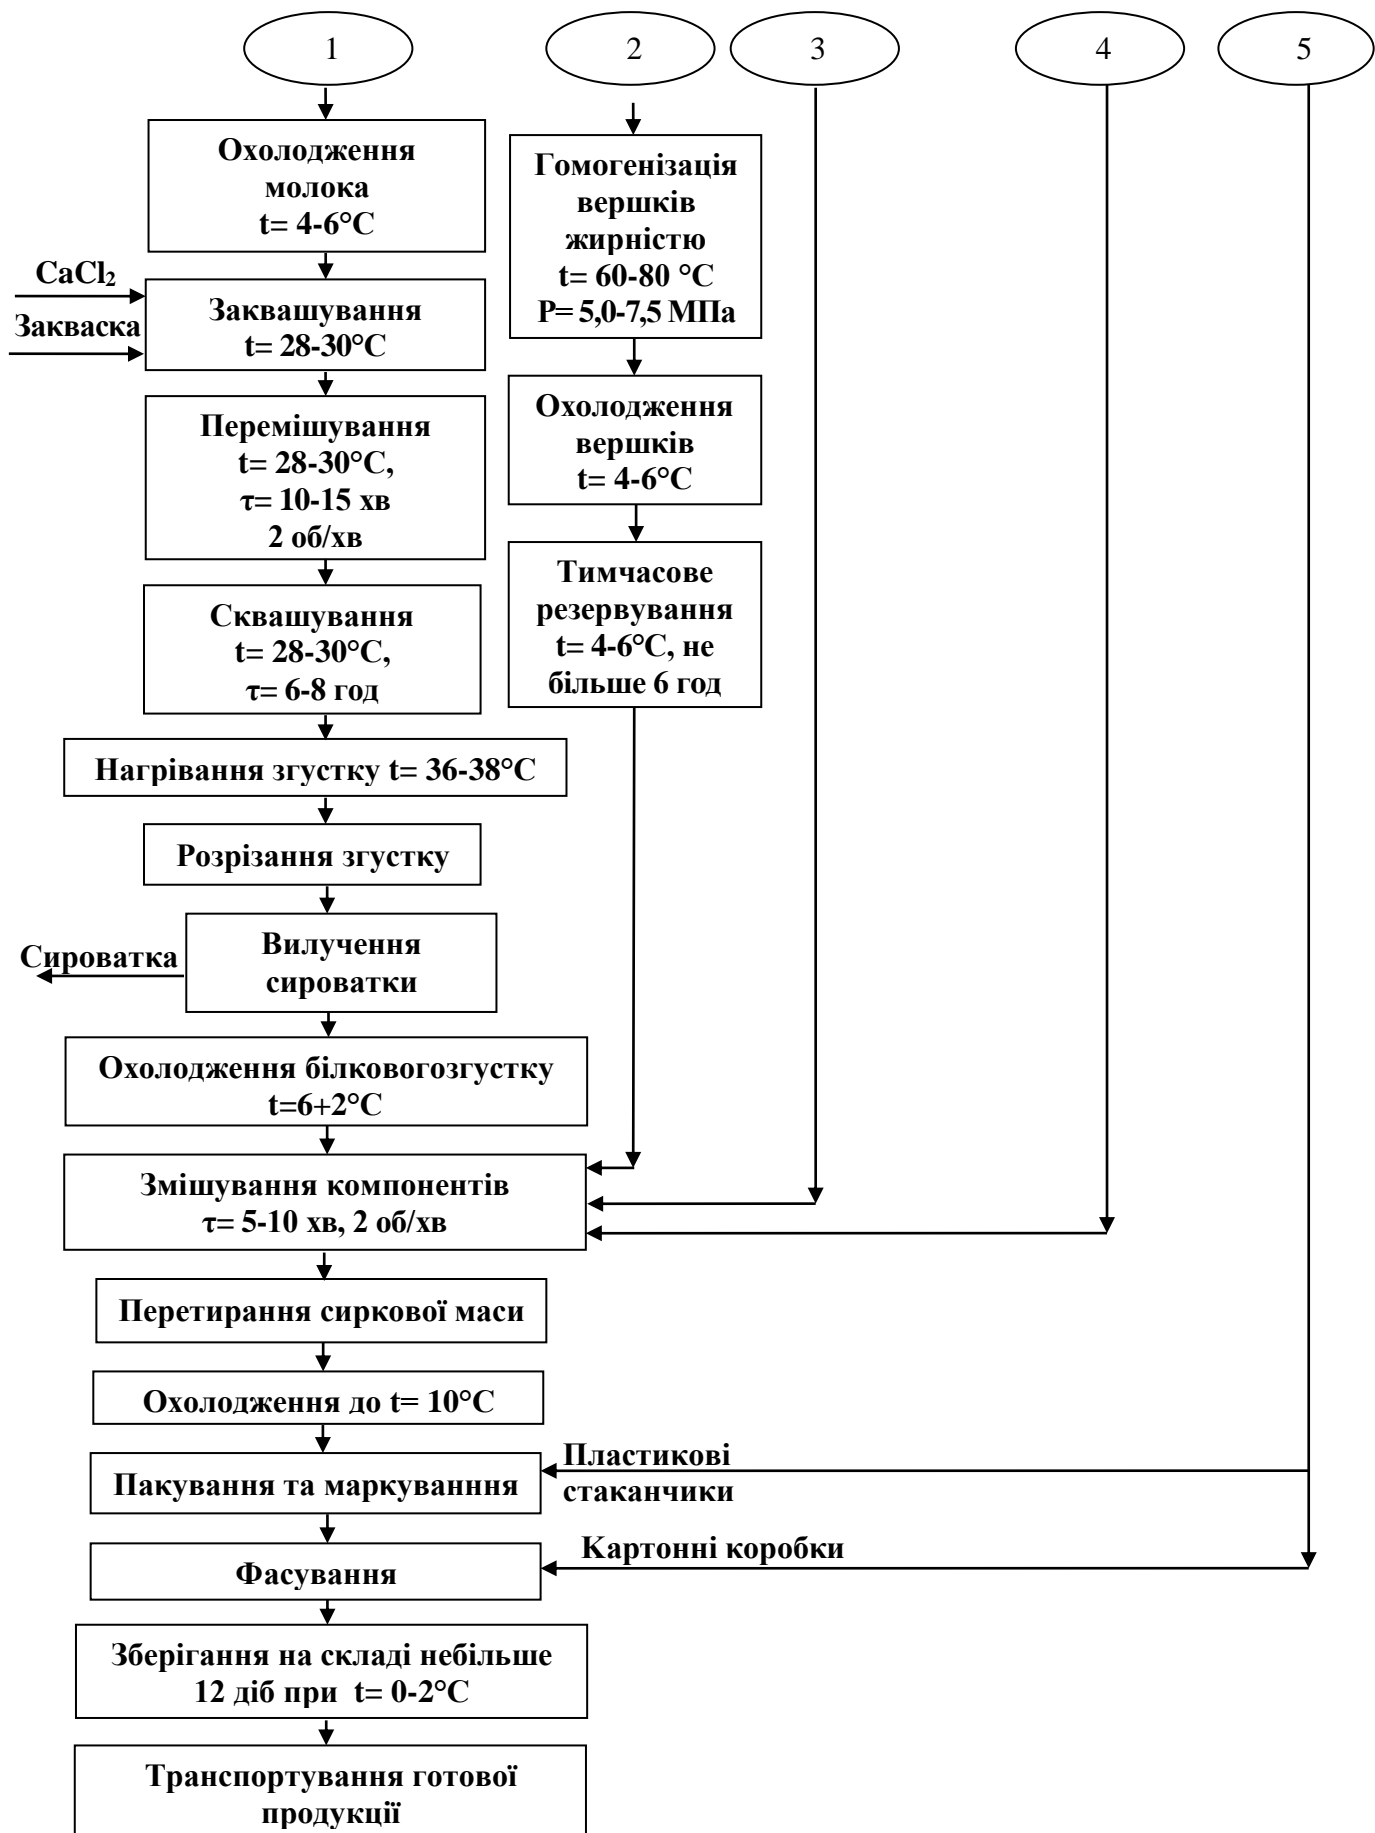 1
2
3
4
5
Охолодження
молока
t= 4-6°C
CaCl₂
Закваска
Заквашування
t= 28-30°C
Перемішування
t= 28-30°C,
τ= 10-15 хв
2 об/хв
Сквашування
t= 28-30°C,
τ= 6-8 год
Нагрівання згустку t= 36-38°C
Розрізання згустку
Сироватка
Вилучення
сироватки
Охолодження білковогозгустку
t=6+2°C
Гомогенізація
вершків
жирністю
t= 60-80 °C
P= 5,0-7,5 МПа
Охолодження
вершків
t= 4-6°C
Тимчасове
резервування
t= 4-6°C, не
більше 6 год
Змішування компонентів
τ= 5-10 хв, 2 об/хв
Перетирання сиркової маси
Охолодження до t= 10°C
Пакування та маркуванння
Пластикові
стаканчики
Фасування
Картонні коробки
Зберігання на складі небільше
12 діб при t= 0-2°C
Транспортування готової
продукції